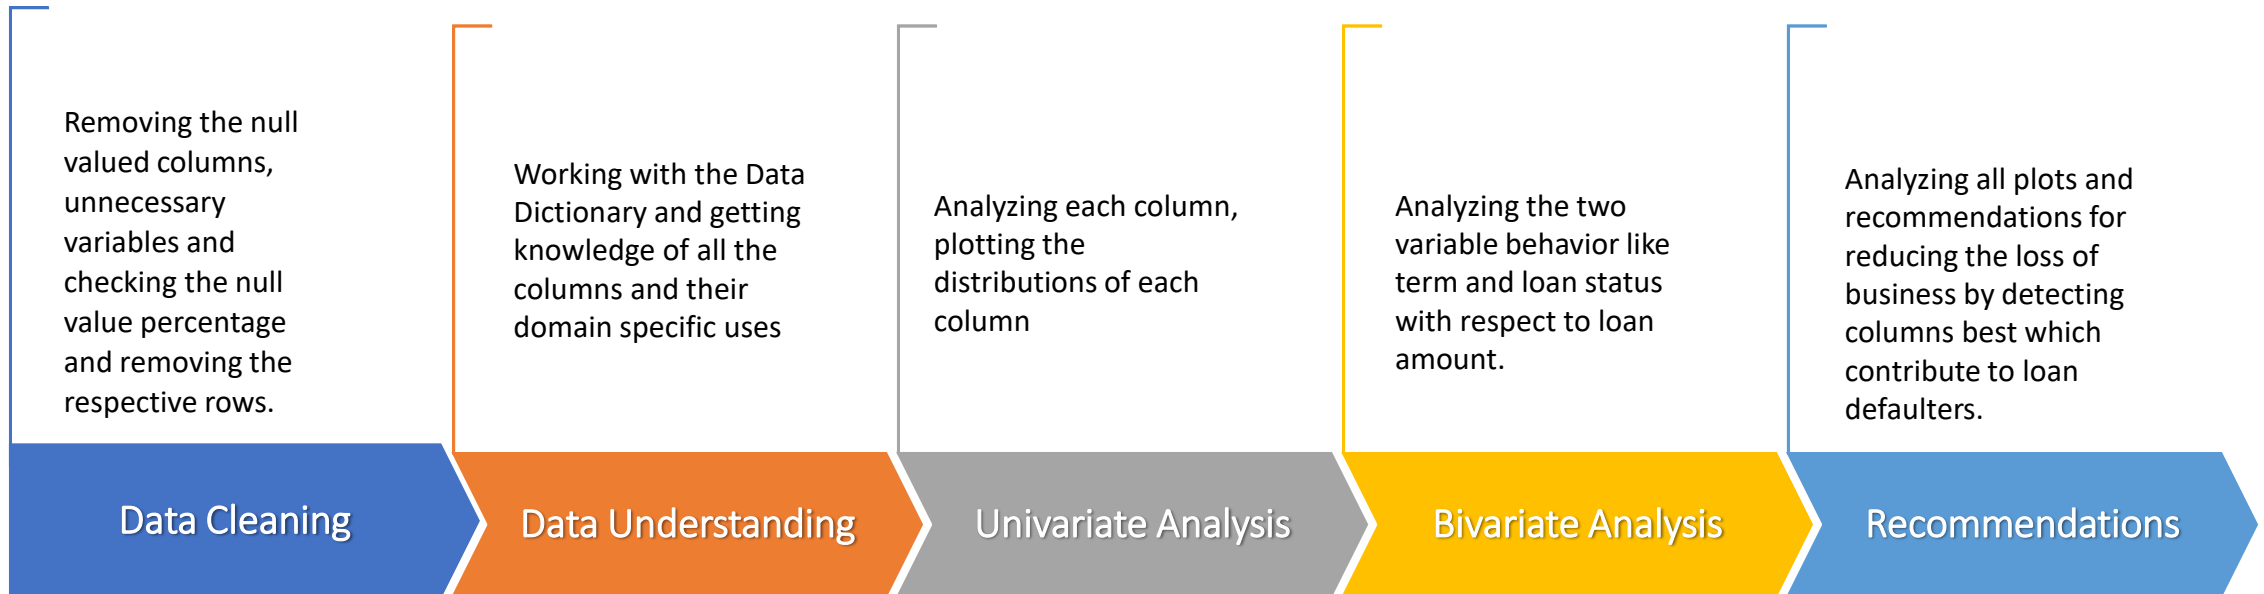 Removing the null
valued columns,
unnecessary
variables and
checking the null
value percentage
and removing the
respective rows.
Data Cleaning
Working with the Data
Dictionary and getting
knowledge of all the
columns and their
domain specific uses
Data Understanding
Analyzing each column,
plotting the
distributions of each
column
Univariate Analysis
Analyzing the two
variable behavior like
term and loan status
with respect to loan
amount.
Bivariate Analysis
Analyzing all plots and
recommendations for
reducing the loss of
business by detecting
columns best which
contribute to loan
defaulters.
Recommendations